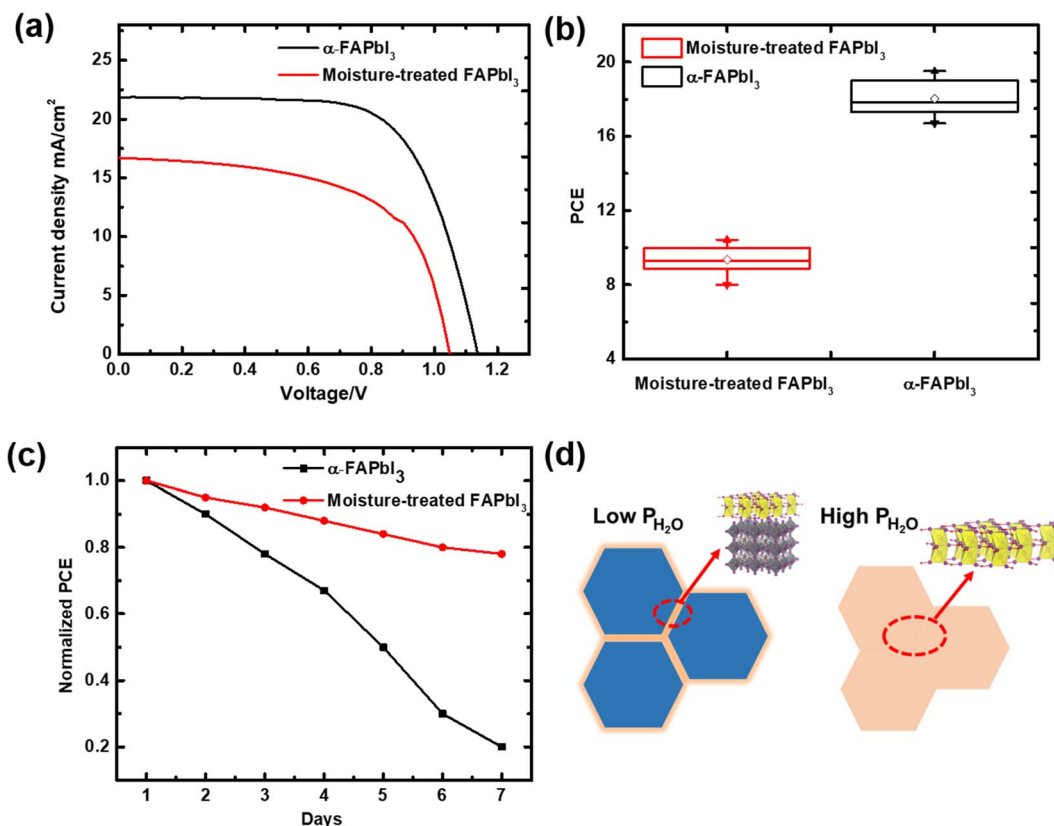 (a)
α-FAPbI₃
Moisture-treated FAPbI₃
Current density mA/cm²
25
20
15
10
5
0
0.0 0.2 0.4 0.6 0.8 1.0 1.2
Voltage/V
(b)
Moisture-treated FAPbI₃
α-FAPbI₃
PCE
20
16
12
8
4
Moisture-treated FAPbI₃ α-FAPbI₃
(c)
α-FAPbI₃
Moisture-treated FAPbI₃
Normalized PCE
1.0
0.8
0.6
0.4
0.2
1 2 3 4 5 6 7
Days
(d)
Low P_H₂O
High P_H₂O